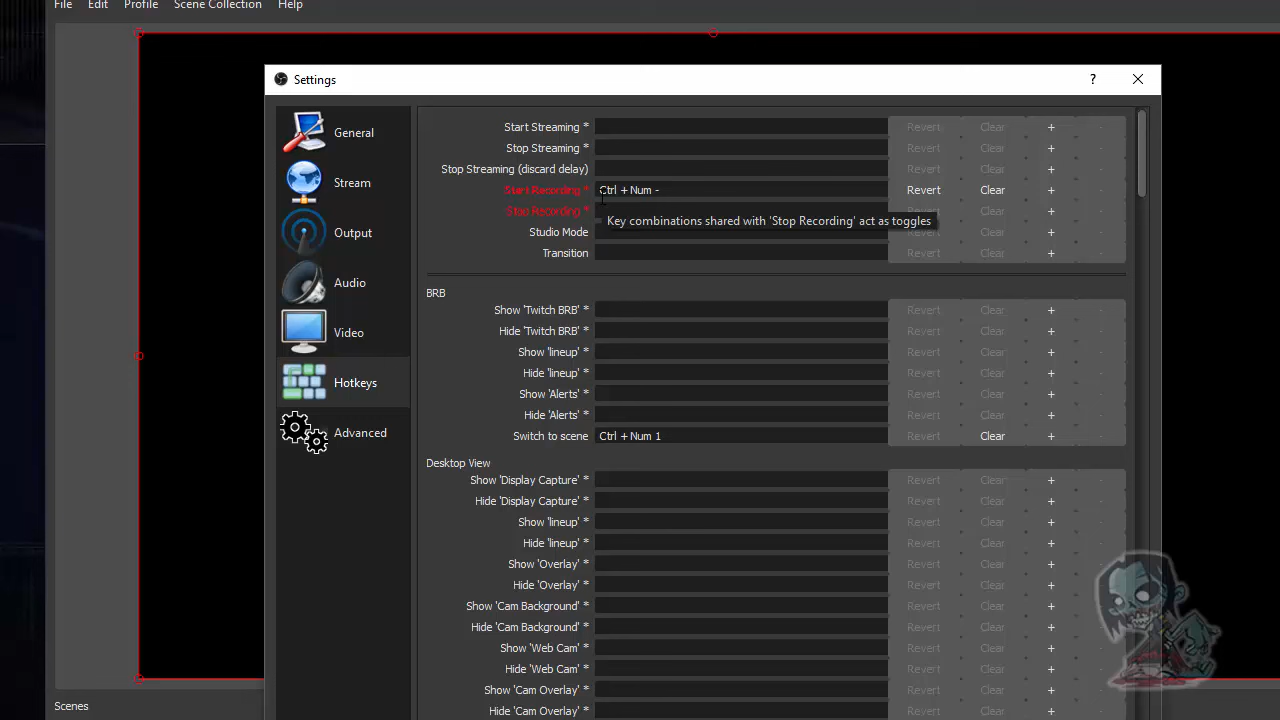 File Edit Profile Scene Collection Help
Settings ?
General
Stream
Output
Audio
Video
Hotkeys
Advanced
Start Streaming * Revert Clear + -
Stop Streaming * Revert Clear + -
Stop Streaming (discard delay) Revert Clear + -
Start Recording * Ctrl + Num - Revert Clear + -
Stop Recording * Revert Clear + -
Key combinations shared with 'Stop Recording' act as toggles
Studio Mode Revert Clear + -
Transition Revert Clear + -
BRB
Show 'Twitch BRB' * Revert Clear + -
Hide 'Twitch BRB' * Revert Clear + -
Show 'lineup' * Revert Clear + -
Hide 'lineup' * Revert Clear + -
Show 'Alerts' * Revert Clear + -
Hide 'Alerts' * Revert Clear + -
Switch to scene Ctrl + Num 1 Revert Clear + -
Desktop View
Show 'Display Capture' * Revert Clear + -
Hide 'Display Capture' * Revert Clear + -
Show 'lineup' * Revert Clear + -
Hide 'lineup' * Revert Clear + -
Show 'Overlay' * Revert Clear + -
Hide 'Overlay' * Revert Clear + -
Show 'Cam Background' * Revert Clear +
Hide 'Cam Background' * Revert Clear +
Show 'Web Cam' * Revert Clear +
Hide 'Web Cam' * Revert Clear +
Show 'Cam Overlay' * Revert Clear +
Hide 'Cam Overlay' * Revert Clear +
Scenes